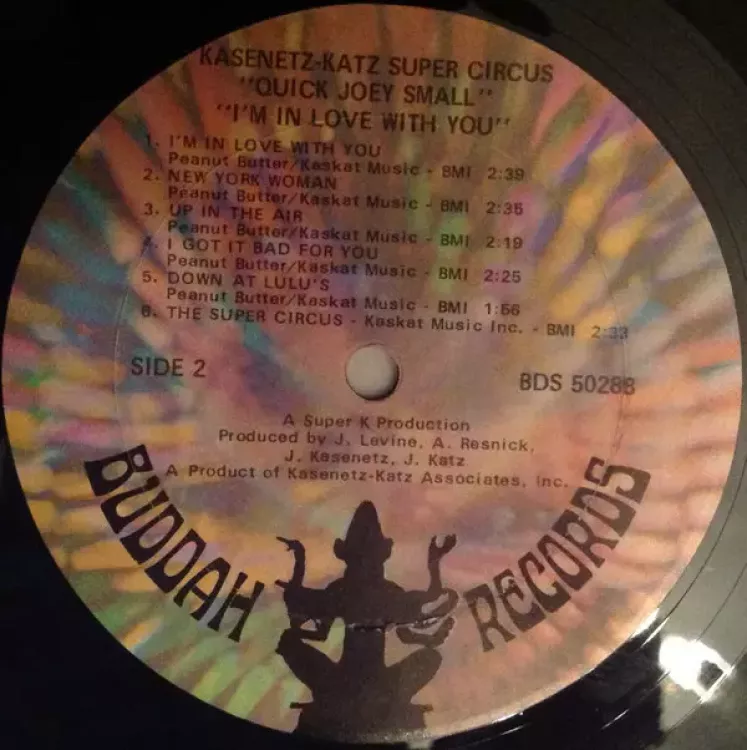 KASENETZ-KATZ SUPER CIRCUS
"QUICK JOEY SMALL"
"I'M IN LOVE WITH YOU"
1. I'M IN LOVE WITH YOU
Peanut Butter/Kaskat Music - BMI 2:39
2. NEW YORK WOMAN
Peanut Butter/Kaskat Music - BMI 2:35
3. UP IN THE AIR
Peanut Butter/Kaskat Music - BMI 2:19
4. I GOT IT BAD FOR YOU
Peanut Butter/Kaskat Music - BMI 2:25
5. DOWN AT LULU'S
Peanut Butter/Kaskat Music - BMI 1:56
6. THE SUPER CIRCUS - Kaskat Music Inc. - BMI 2:33
SIDE 2
BDS 50288
A Super K Production
Produced by J. Levine, A. Resnick,
J. Kasenetz, J. Katz
A Product of Kasenetz-Katz Associates, Inc.
BUDDAH RECORDS